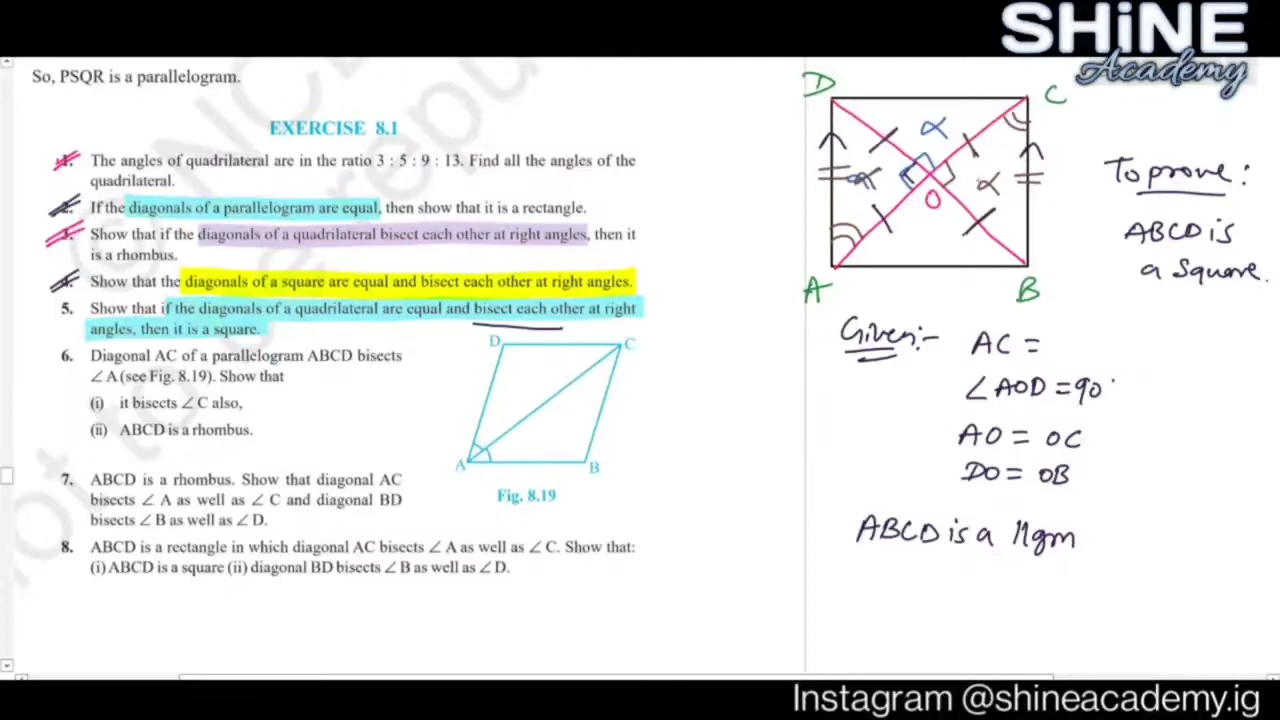 SHiNE
Academy
So, PSQR is a parallelogram.
EXERCISE 8.1
1. The angles of quadrilateral are in the ratio 3 : 5 : 9 : 13. Find all the angles of the
quadrilateral.
2. If the diagonals of a parallelogram are equal, then show that it is a rectangle.
3. Show that if the diagonals of a quadrilateral bisect each other at right angles, then it
is a rhombus.
4. Show that the diagonals of a square are equal and bisect each other at right angles.
5. Show that if the diagonals of a quadrilateral are equal and bisect each other at right
angles, then it is a square.
6. Diagonal AC of a parallelogram ABCD bisects
∠ A (see Fig. 8.19). Show that
(i) it bisects ∠ C also,
(ii) ABCD is a rhombus.
D C
A B
Fig. 8.19
7. ABCD is a rhombus. Show that diagonal AC
bisects ∠ A as well as ∠ C and diagonal BD
bisects ∠ B as well as ∠ D.
8. ABCD is a rectangle in which diagonal AC bisects ∠ A as well as ∠ C. Show that:
(i) ABCD is a square (ii) diagonal BD bisects ∠ B as well as ∠ D.
D C
α
α α
O
A B
To prove :
ABCD is
a Square.
Given:-
AC =
∠AOD = 90°
AO = OC
DO = OB
ABCD is a ||gm
Instagram @shineacademy.ig